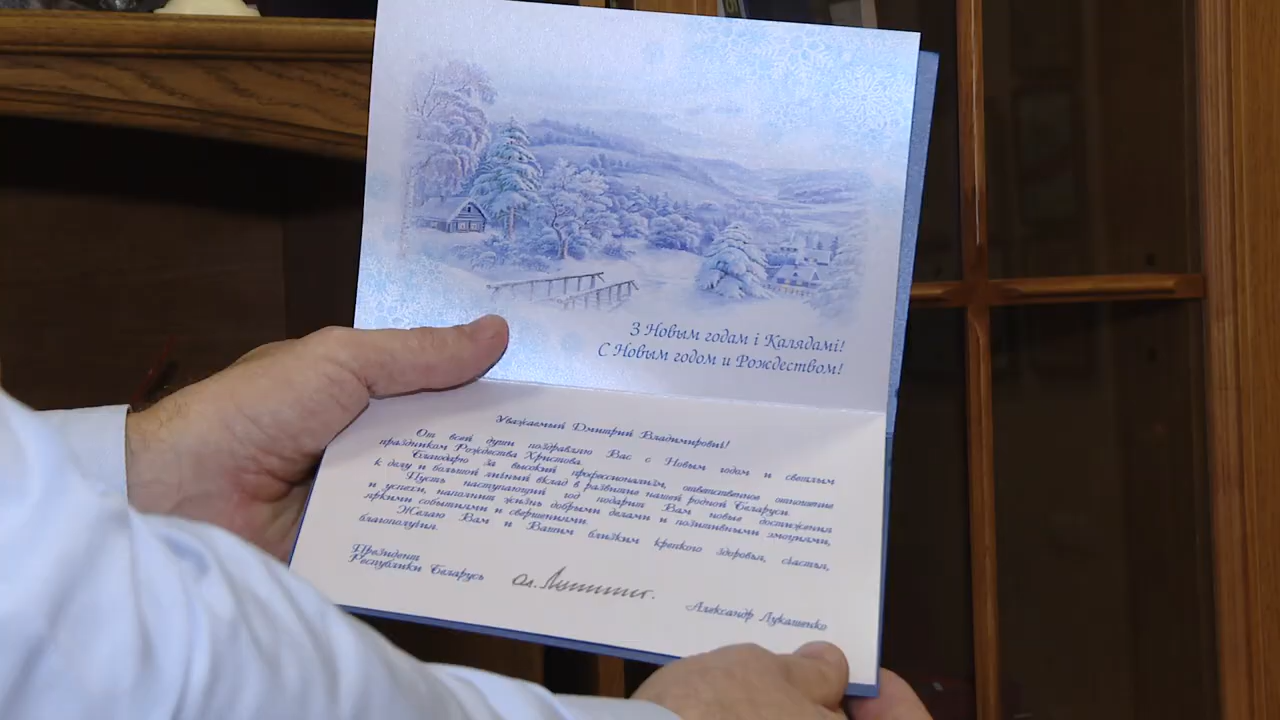 З Новым годам і Калядамі!
С Новым годом и Рождеством!
Уважаемый Дмитрий Владимирович!
От всей души поздравляю Вас с Новым годом и светлым
праздником Рождества Христова.
Благодарю за высокий профессионализм, ответственное отношение
к делу и большой личный вклад в развитие нашей родной Беларуси.
Пусть наступающий год подарит Вам новые достижения
и успехи, наполнит жизнь добрыми делами и позитивными эмоциями,
яркими событиями и свершениями.
Желаю Вам и Вашим близким крепкого здоровья, счастья,
благополучия.
Президент
Республики Беларусь
Александр Лукашенко